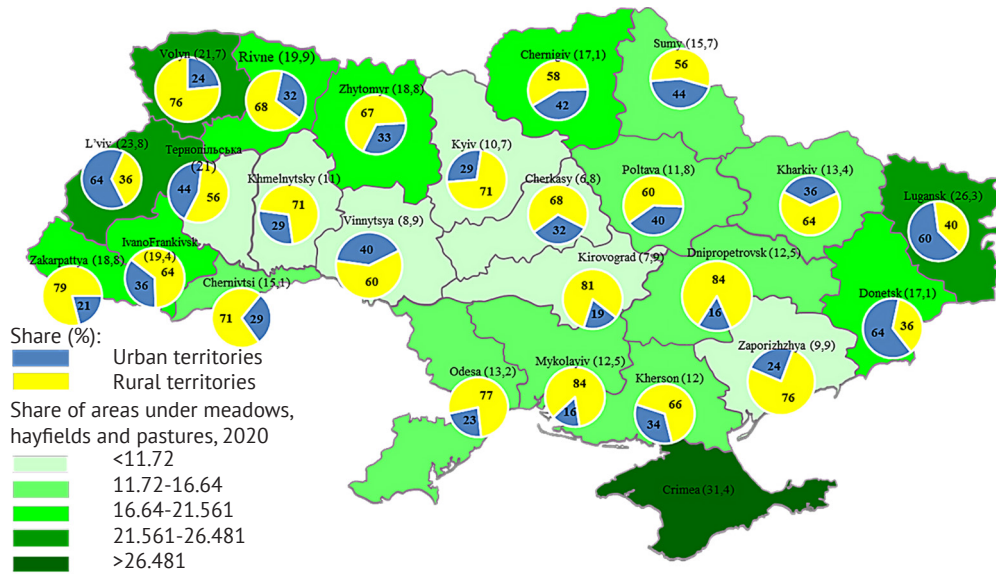 Volyn (21,7)
24
76
Rivne (19,9)
32
68
Zhytomyr (18,8)
67
33
Chernigiv (17,1)
58
42
Sumy (15,7)
56
44
L'viv (23,8)
64
36
Тернопільська
(21)
44
56
Khmelnytsky (11)
71
29
Kyiv (10,7)
29
71
Cherkasy (6,8)
68
32
Poltava (11,8)
60
40
Kharkiv (13,4)
36
64
Lugansk (26,3)
40
60
Vinnytsya (8,9)
40
60
Zakarpattya (18,8)
79
21
IvanoFrankivsk
(19,4)
64
36
Chernivtsi (15,1)
71
29
Kirovograd (7,9)
81
19
Dnipropetrovsk (12,5)
84
16
Donetsk (17,1)
64
36
Zaporizhzhya (9,9)
24
76
Odesa (13,2)
77
23
Mykolayiv (12,5)
84
16
Kherson (12)
66
34
Crimea (31,4)
Share (%):
Urban territories
Rural territories
Share of areas under meadows,
hayfields and pastures, 2020
<11.72
11.72-16.64
16.64-21.561
21.561-26.481
>26.481